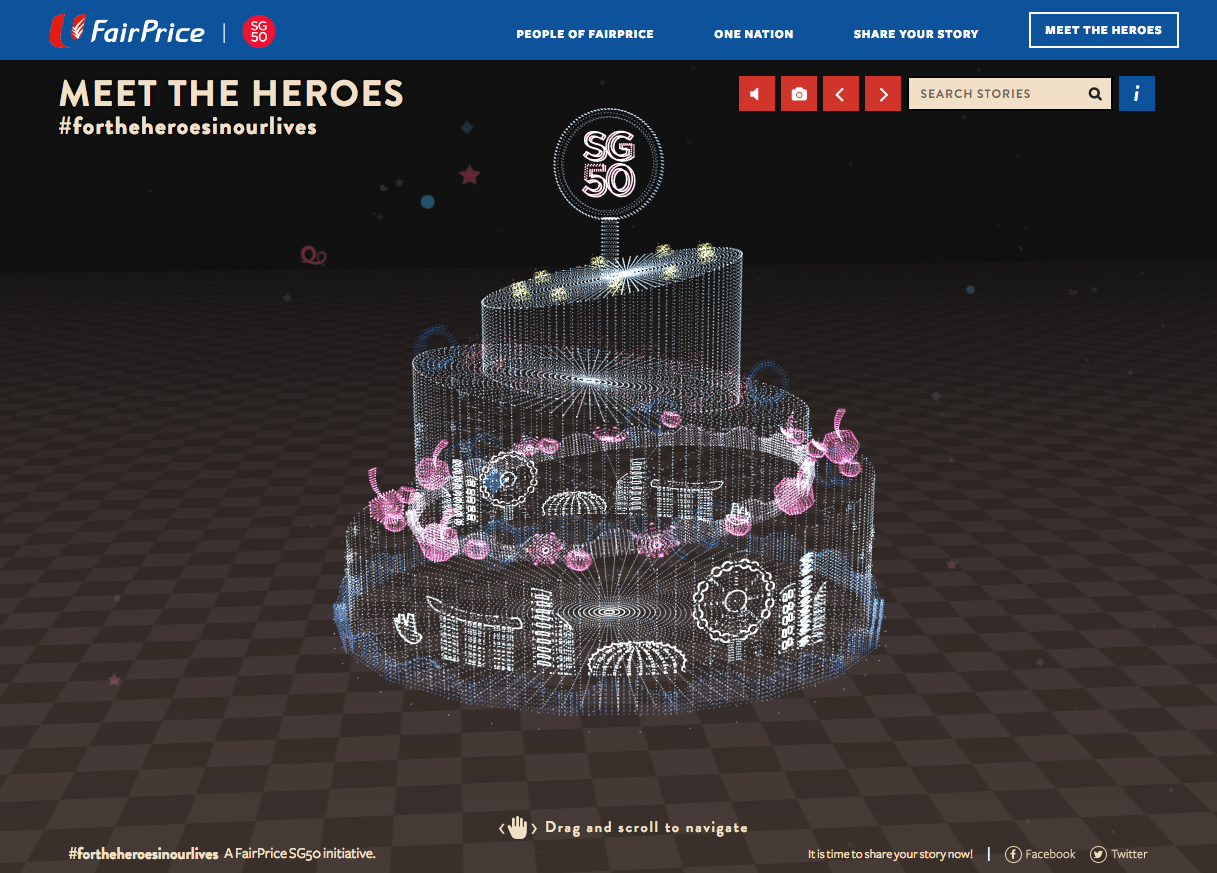 FairPrice | SG 50
PEOPLE OF FAIRPRICE
ONE NATION
SHARE YOUR STORY
MEET THE HEROES
MEET THE HEROES
#fortheheroesinourlives
SEARCH STORIES
i
SG
50
Drag and scroll to navigate
#fortheheroesinourlives A FairPrice SG50 initiative.
It is time to share your story now! | Facebook Twitter